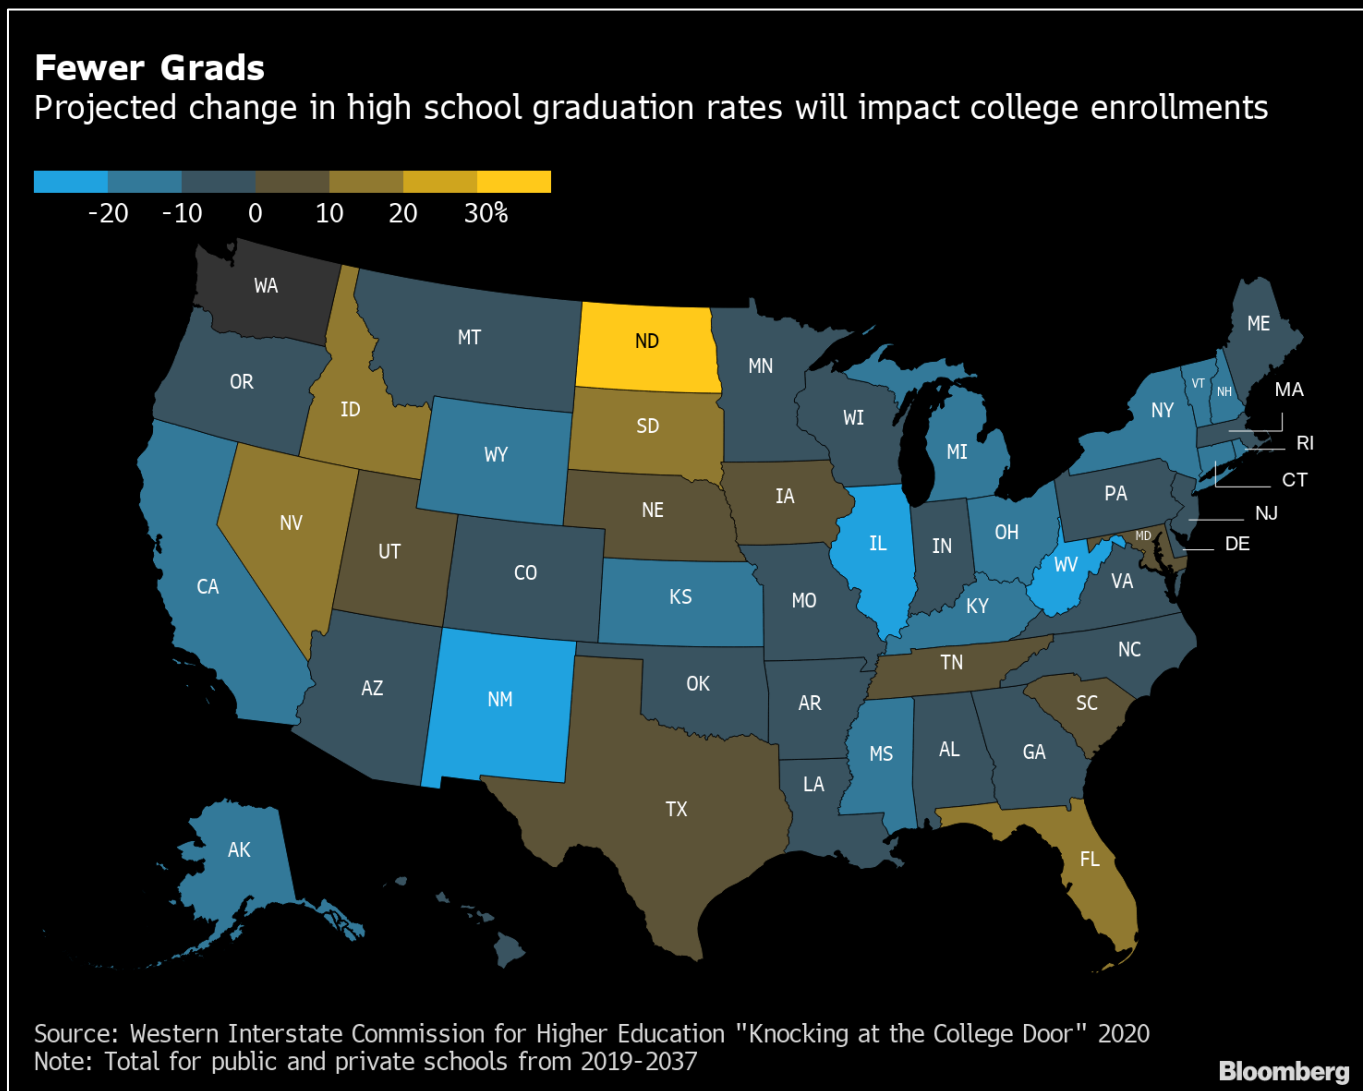 Fewer Grads
Projected change in high school graduation rates will impact college enrollments
-20 -10 0 10 20 30%
WA
ME
MT
ND
MN
OR
VT
NH
MA
ID
NY
WI
SD
RI
MI
WY
CT
PA
IA
NE
NJ
NV
OH
MD
DE
IL
IN
UT
WV
CO
VA
CA
KS
MO
KY
NC
TN
AZ
OK
NM
AR
SC
MS
AL
GA
LA
TX
AK
FL
Source: Western Interstate Commission for Higher Education "Knocking at the College Door" 2020
Note: Total for public and private schools from 2019-2037
Bloomberg